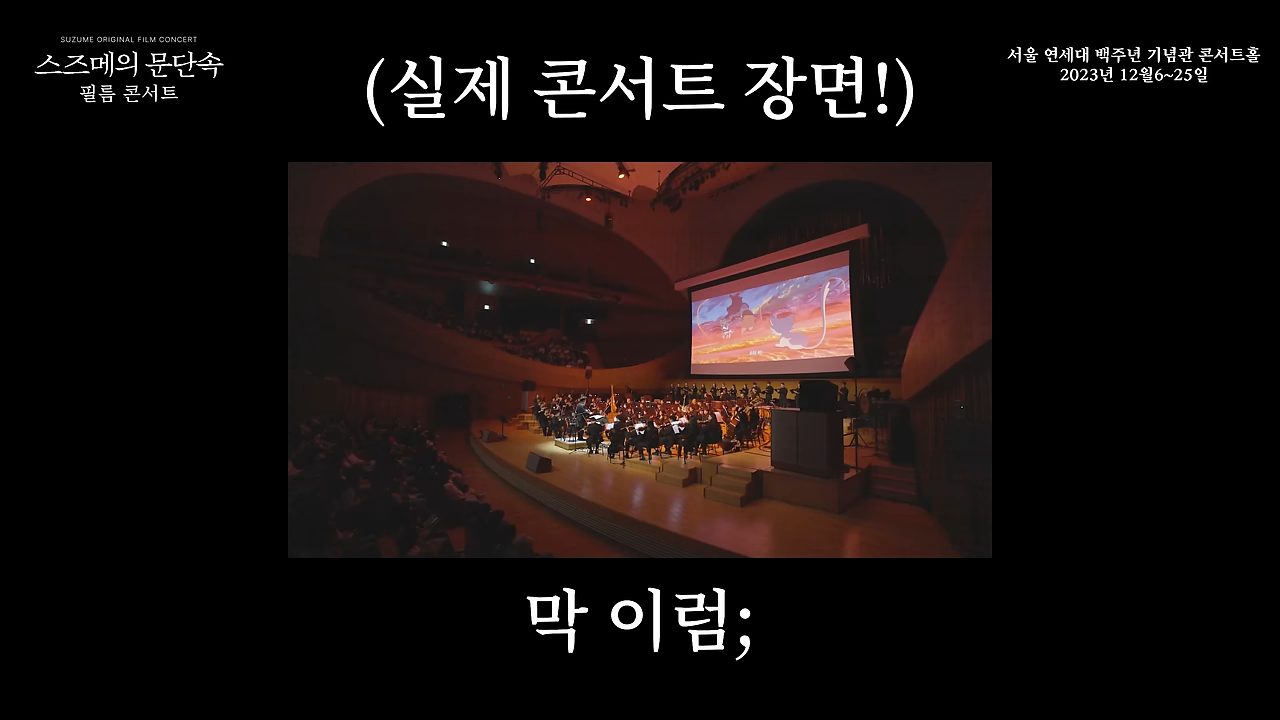 SUZUME ORIGINAL FILM CONCERT
스즈메의 문단속
필름 콘서트
(실제 콘서트 장면!)
서울 연세대 백주년 기념관 콘서트홀
2023년 12월6~25일
막 이럼;